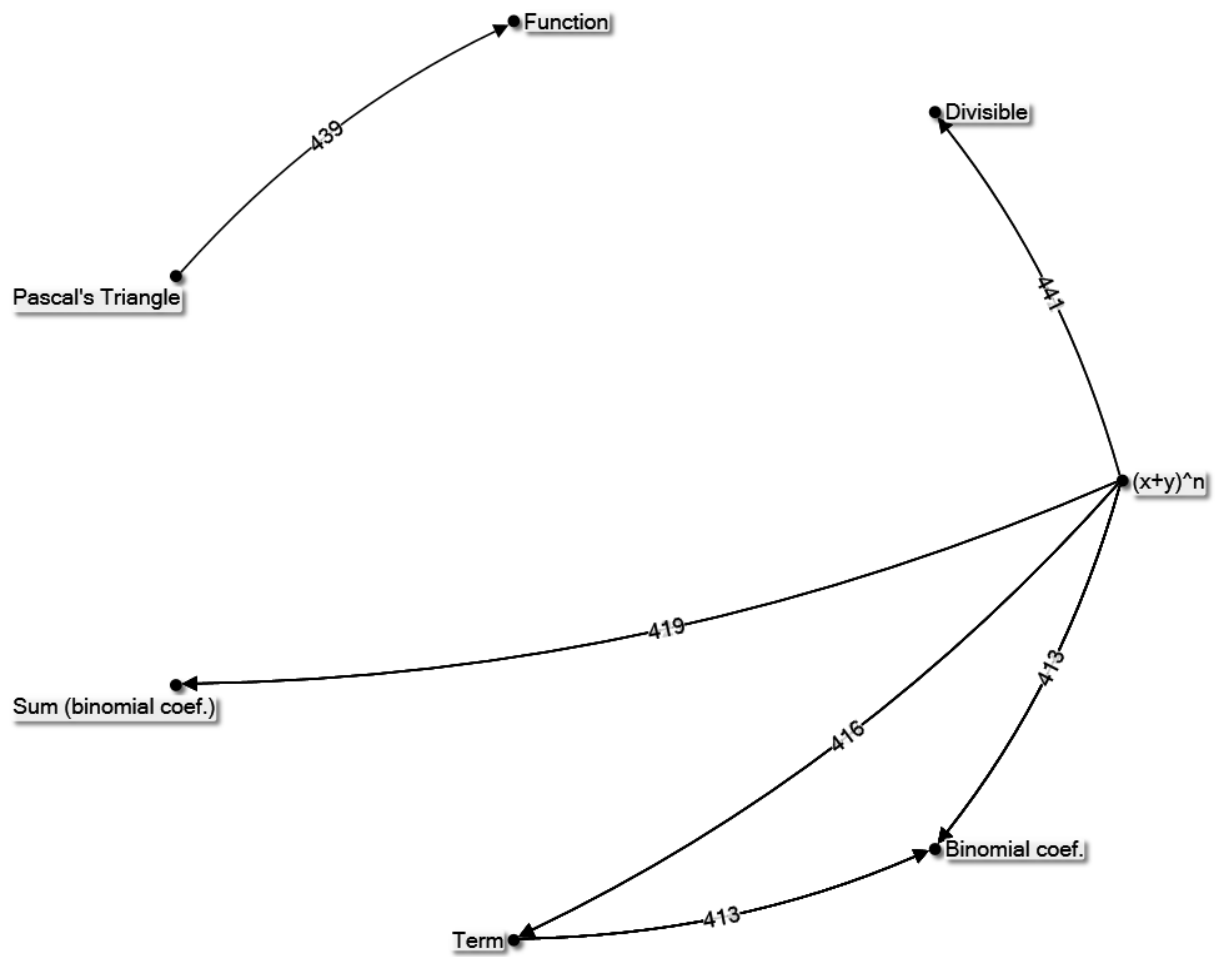 Function
Divisible
439
Pascal's Triangle
441
(x+y)^n
419
413
Sum (binomial coef.)
416
Binomial coef.
413
Term